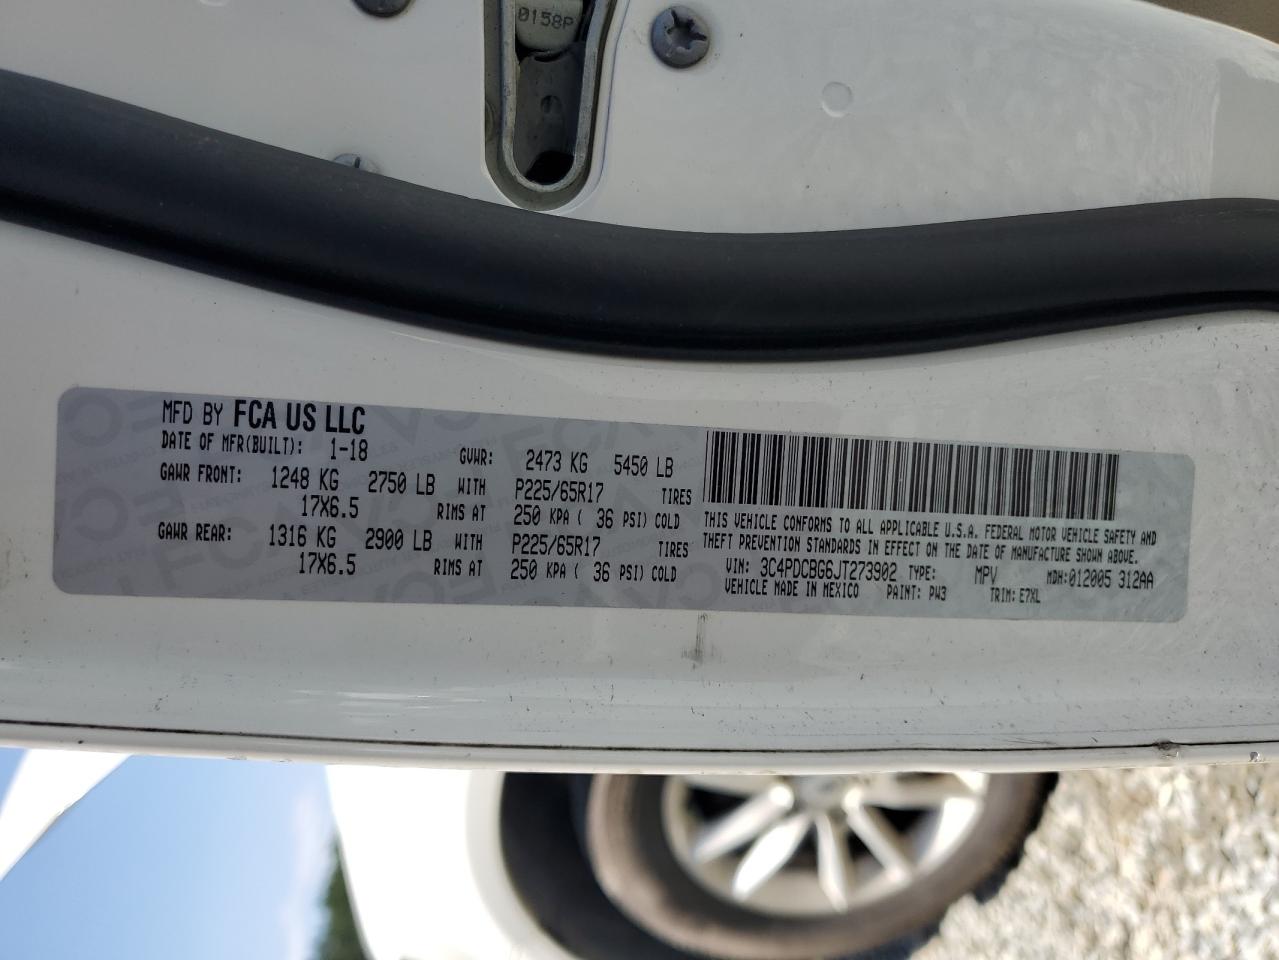 0158P
MFD BY FCA US LLC
DATE OF MFR(BUILT): 1-18 GVWR: 2473 KG 5450 LB
GAWR FRONT: 1248 KG 2750 LB WITH P225/65R17 TIRES
17X6.5 RIMS AT 250 KPA ( 36 PSI) COLD
GAWR REAR: 1316 KG 2900 LB WITH P225/65R17 TIRES
17X6.5 RIMS AT 250 KPA ( 36 PSI) COLD
THIS VEHICLE CONFORMS TO ALL APPLICABLE U.S.A. FEDERAL MOTOR VEHICLE SAFETY AND
THEFT PREVENTION STANDARDS IN EFFECT ON THE DATE OF MANUFACTURE SHOWN ABOVE.
VIN: 3C4PDCBG6JT273902 TYPE: MPV MDH:012005 312AA
VEHICLE MADE IN MEXICO PAINT: PW3 TRIM: E7XL